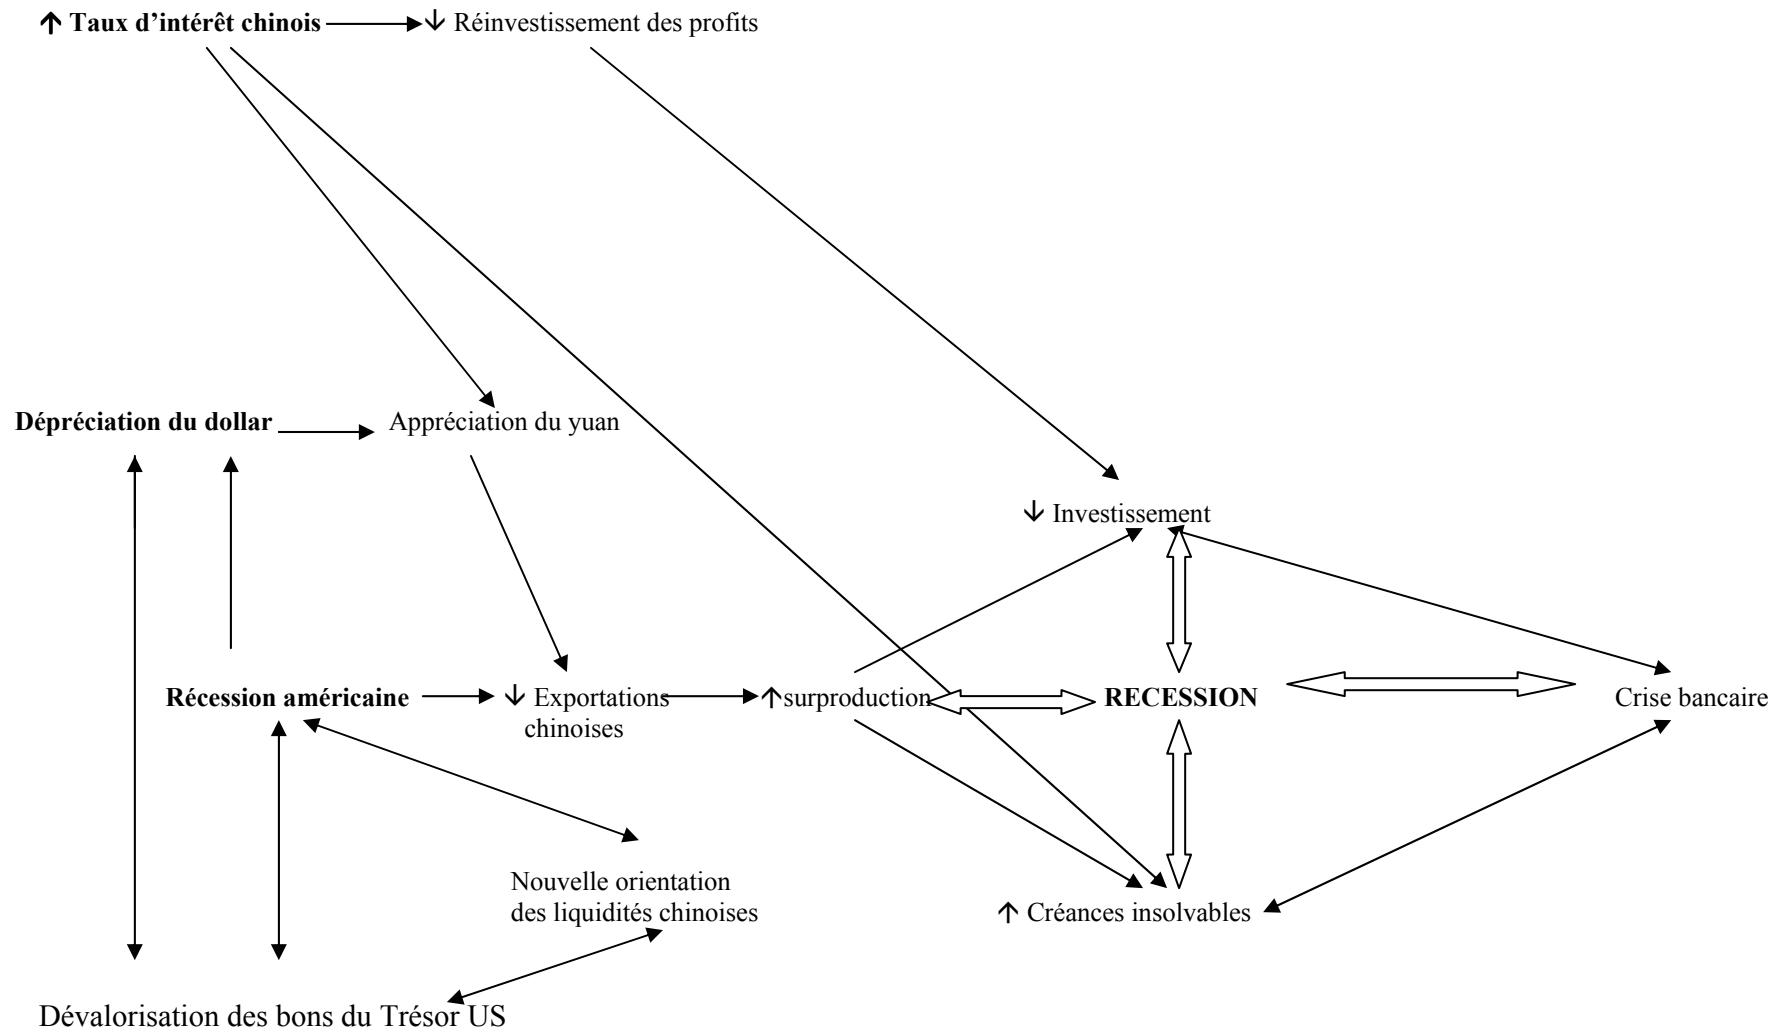 ↑ Taux d’intérêt chinois
↓ Réinvestissement des profits
Dépréciation du dollar
Appréciation du yuan
↓ Investissement
Récession américaine
↓ Exportations
chinoises
↑surproduction
RECESSION
Crise bancaire
Nouvelle orientation
des liquidités chinoises
↑ Créances insolvables
Dévalorisation des bons du Trésor US